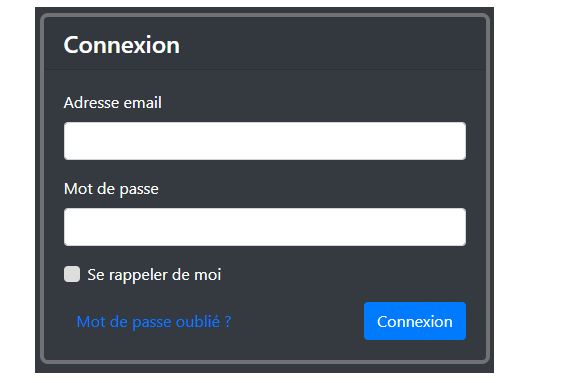 Connexion
Adresse email
Mot de passe
Se rappeler de moi
Mot de passe oublié ? Connexion